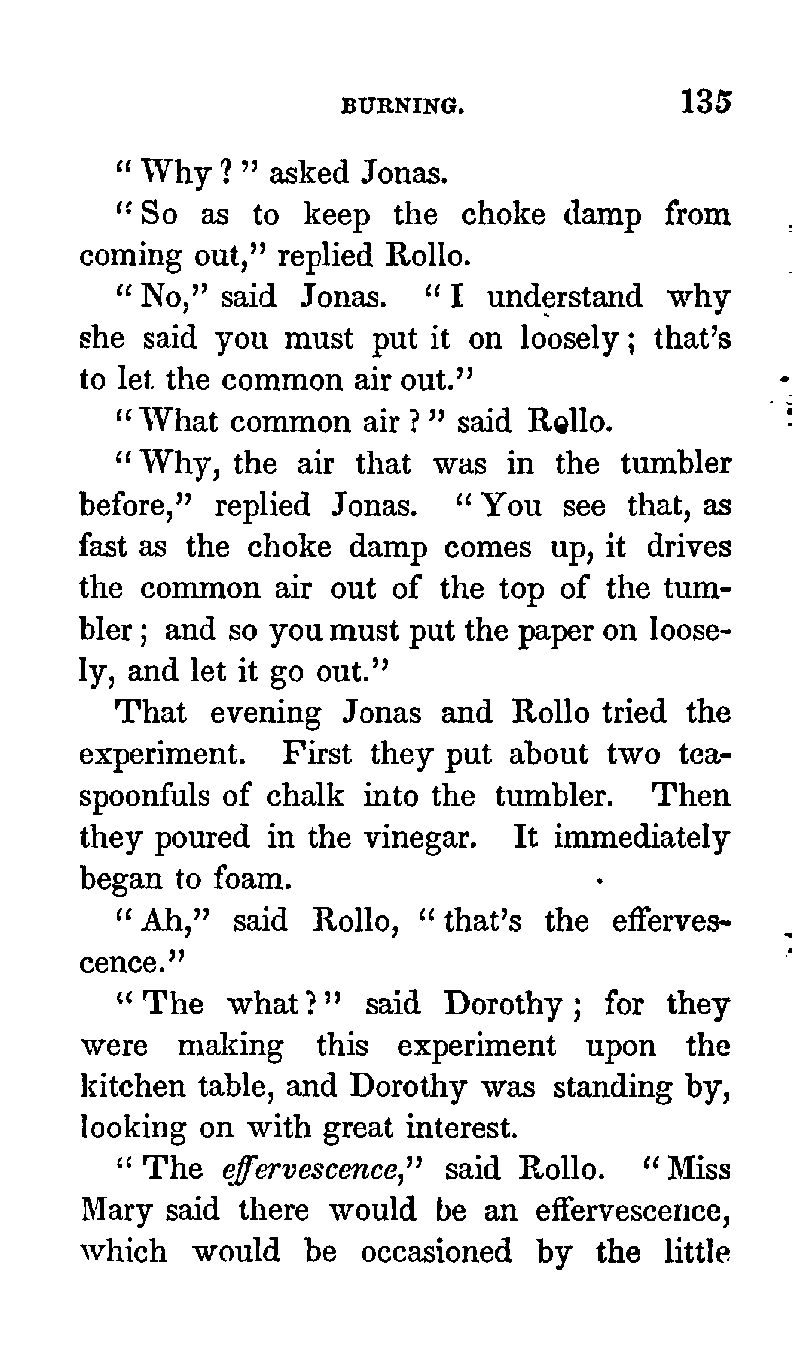 BURNING. 135
“ Why ? ” asked Jonas.
“ So as to keep the choke damp from
coming out,” replied Rollo.
“ No,” said Jonas. “ I understand why
she said you must put it on loosely ; that’s
to let the common air out.”
“ What common air ? ” said Rollo.
“ Why, the air that was in the tumbler
before,” replied Jonas. “ You see that, as
fast as the choke damp comes up, it drives
the common air out of the top of the tum-
bler ; and so you must put the paper on loose-
ly, and let it go out.”
That evening Jonas and Rollo tried the
experiment. First they put about two tea-
spoonfuls of chalk into the tumbler. Then
they poured in the vinegar. It immediately
began to foam.
“ Ah,” said Rollo, “ that’s the efferves-
cence.”
“ The what ? ” said Dorothy ; for they
were making this experiment upon the
kitchen table, and Dorothy was standing by,
looking on with great interest.
“ The effervescence,” said Rollo. “ Miss
Mary said there would be an effervescence,
which would be occasioned by the little